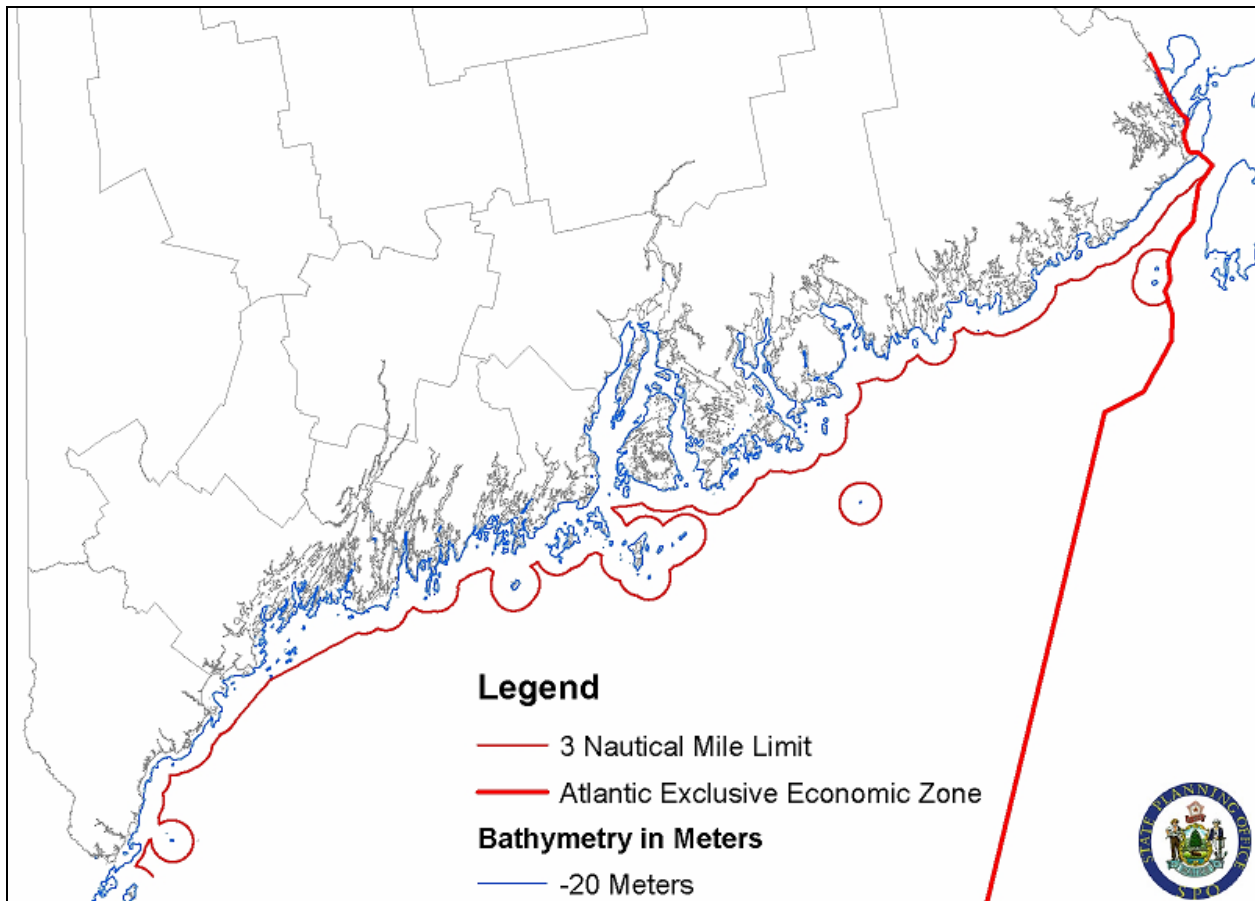 Legend
3 Nautical Mile Limit
Atlantic Exclusive Economic Zone
Bathymetry in Meters
-20 Meters
STATE PLANNING OFFICE
SPO